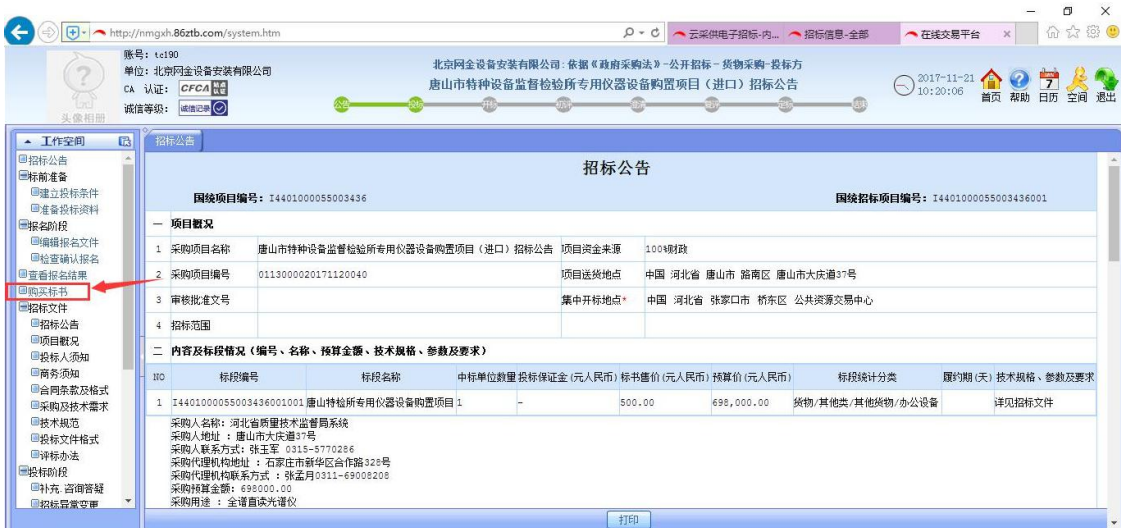 http://nmgxh.86ztb.com/system.htm
云采供电子招标-内...
招标信息-全部
在线交易平台
账号: tc190
单位: 北京网金设备安装有限公司
CA 认证: CFCA
诚信等级: 诚信记录
头像相册
北京网金设备安装有限公司:依据《政府采购法》-公开招标-货物采购-投标方
唐山市特种设备监督检验所专用仪器设备购置项目（进口）招标公告
公告 投标 开标
2017-11-21
10:20:06
首页 帮助 日历 空间 退出
工作空间
招标公告
标前准备
建立投标条件
准备投标资料
报名阶段
编辑报名文件
检查确认报名
查看报名结果
购买标书
招标文件
招标公告
项目概况
投标人须知
商务须知
合同条款及格式
采购及技术需求
技术规范
投标文件格式
评标办法
投标阶段
补充.咨询答疑
招标异常变更
招标公告
招标公告
国统项目编号: I4401000055003436
国统招标项目编号: I4401000055003436001
一 项目概况
1 采购项目名称 唐山市特种设备监督检验所专用仪器设备购置项目（进口）招标公告 项目资金来源 100%财政
2 采购项目编号 0113000020171120040 项目送货地点 中国 河北省 唐山市 路南区 唐山市大庆道37号
3 审核批准文号 集中开标地点* 中国 河北省 张家口市 桥东区 公共资源交易中心
4 招标范围
二 内容及标段情况（编号、名称、预算金额、技术规格、参数及要求）
NO 标段编号 标段名称 中标单位数量 投标保证金(元人民币) 标书售价(元人民币) 预算价(元人民币) 标段统计分类 履约期(天) 技术规格、参数及要求
1 I4401000055003436001001 唐山特检所专用仪器设备购置项目 1 - 500.00 698,000.00 货物/其他类/其他货物/办公设备 详见招标文件
采购人名称: 河北省质量技术监督局系统
采购人地址 : 唐山市大庆道37号
采购人联系方式: 张玉军 0315-5770286
采购代理机构地址 : 石家庄市新华区合作路328号
采购代理机构联系方式 : 张孟月0311-69008208
采购预算金额: 698000.00
采购用途 : 全谱直读光谱仪
打印